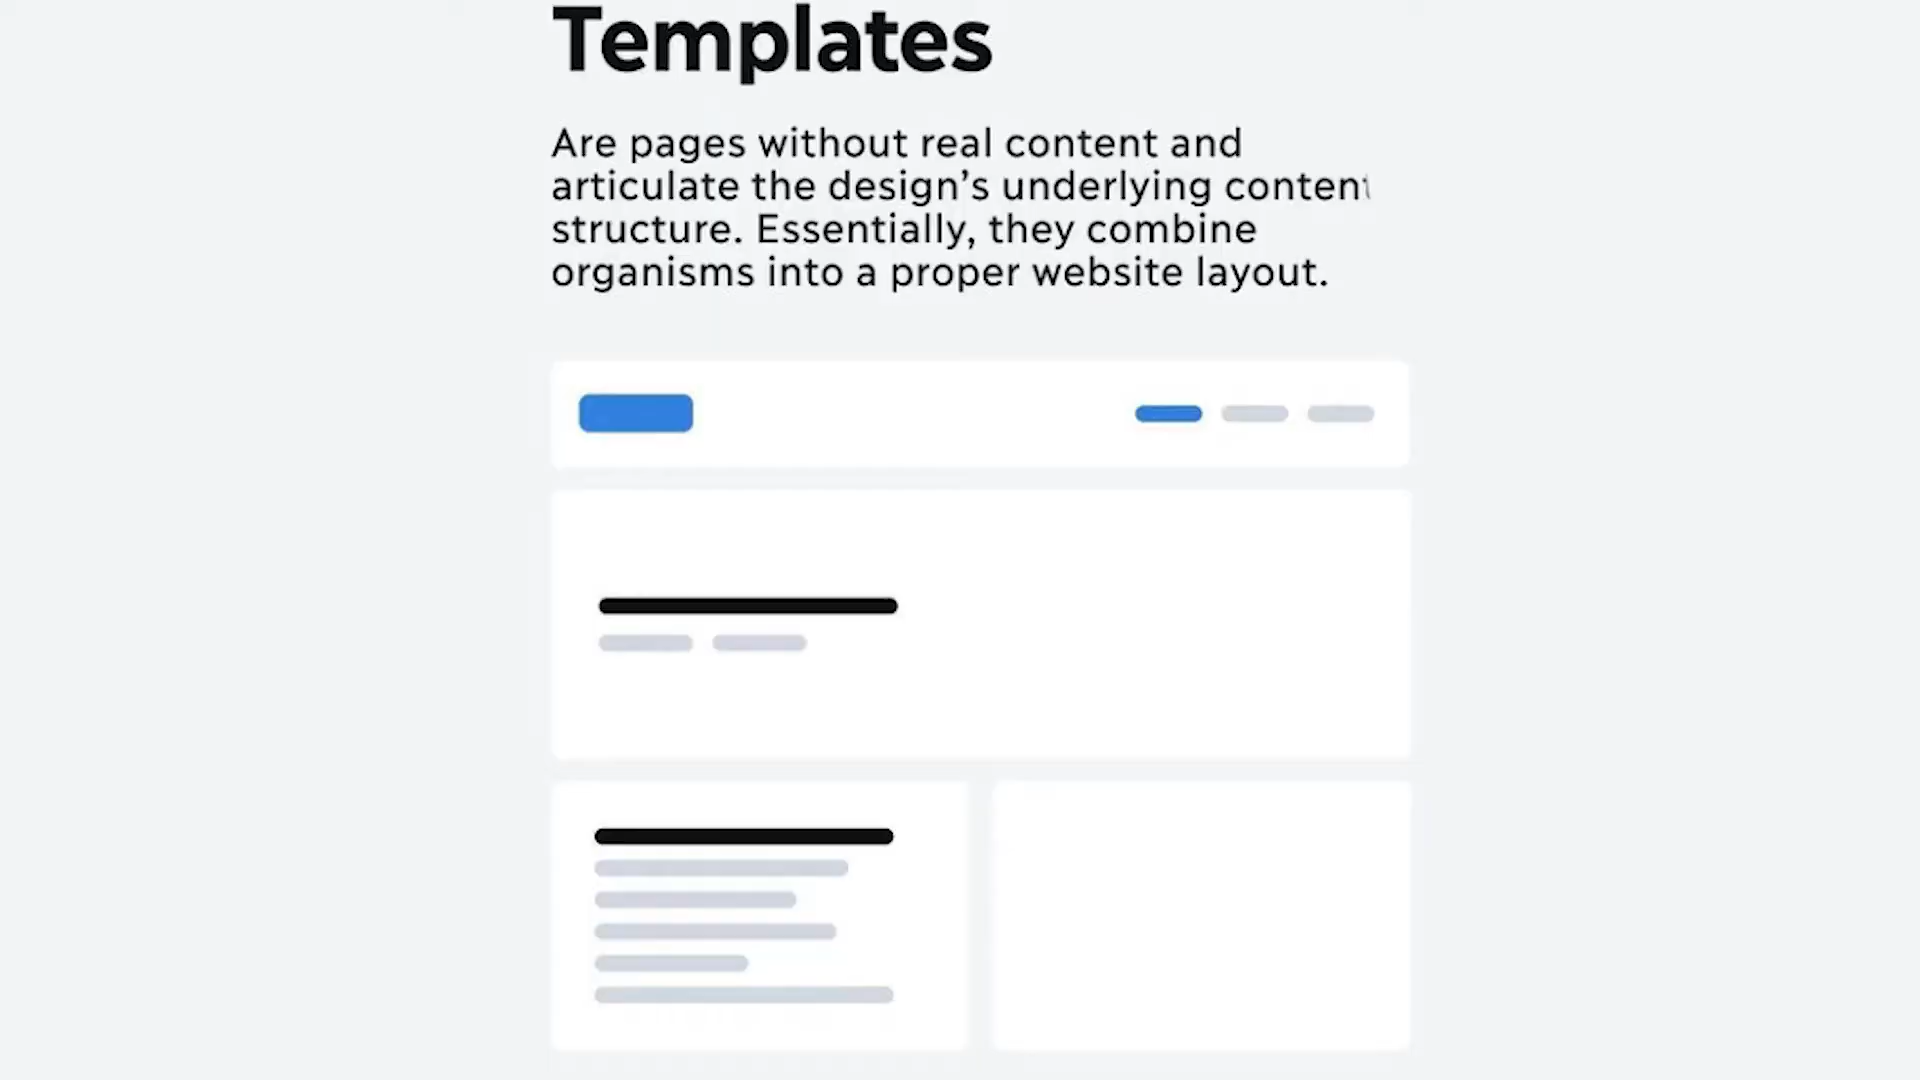 Templates
Are pages without real content and
articulate the design’s underlying content
structure. Essentially, they combine
organisms into a proper website layout.